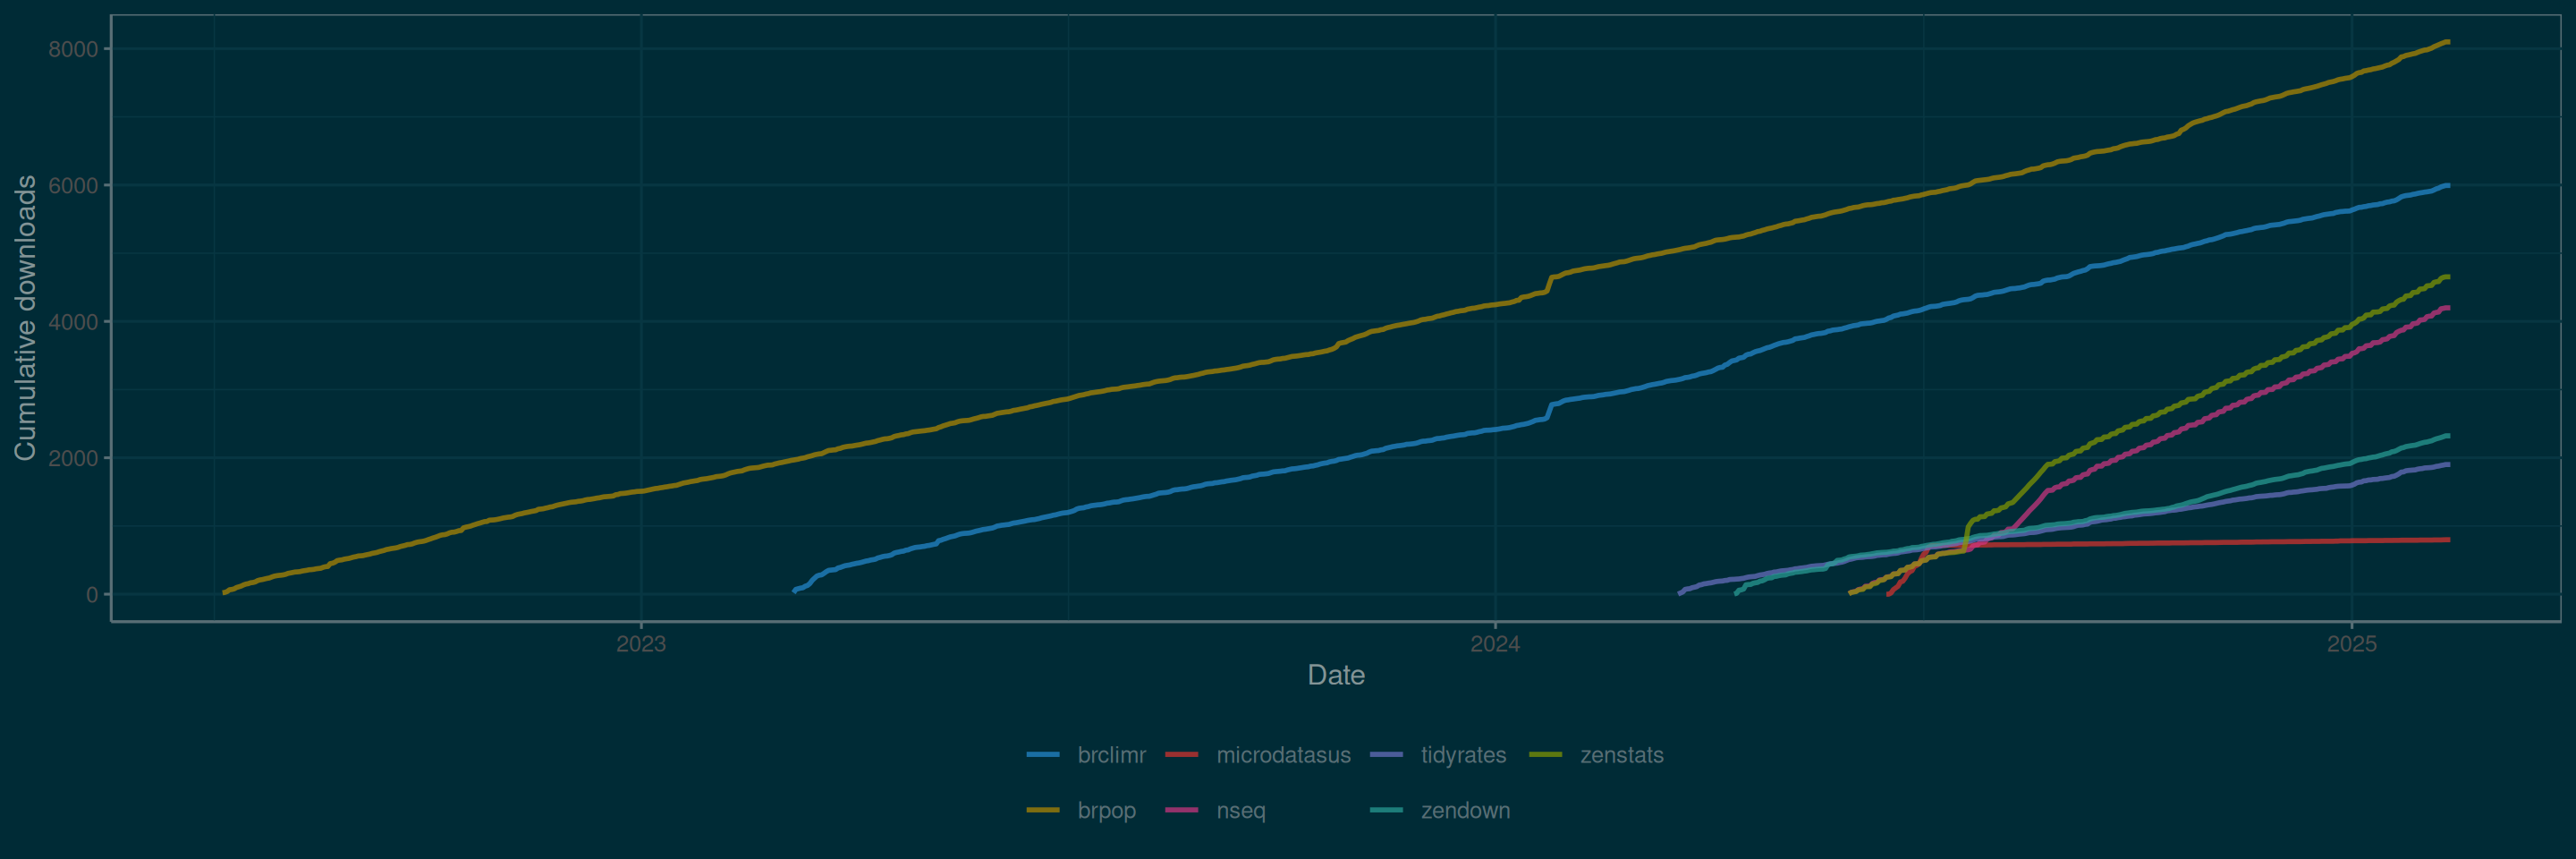 Cumulative downloads
8000
6000
4000
2000
0
2023 2024 2025
Date
brclimr microdatasus tidyrates zenstats
brpop nseq zendown